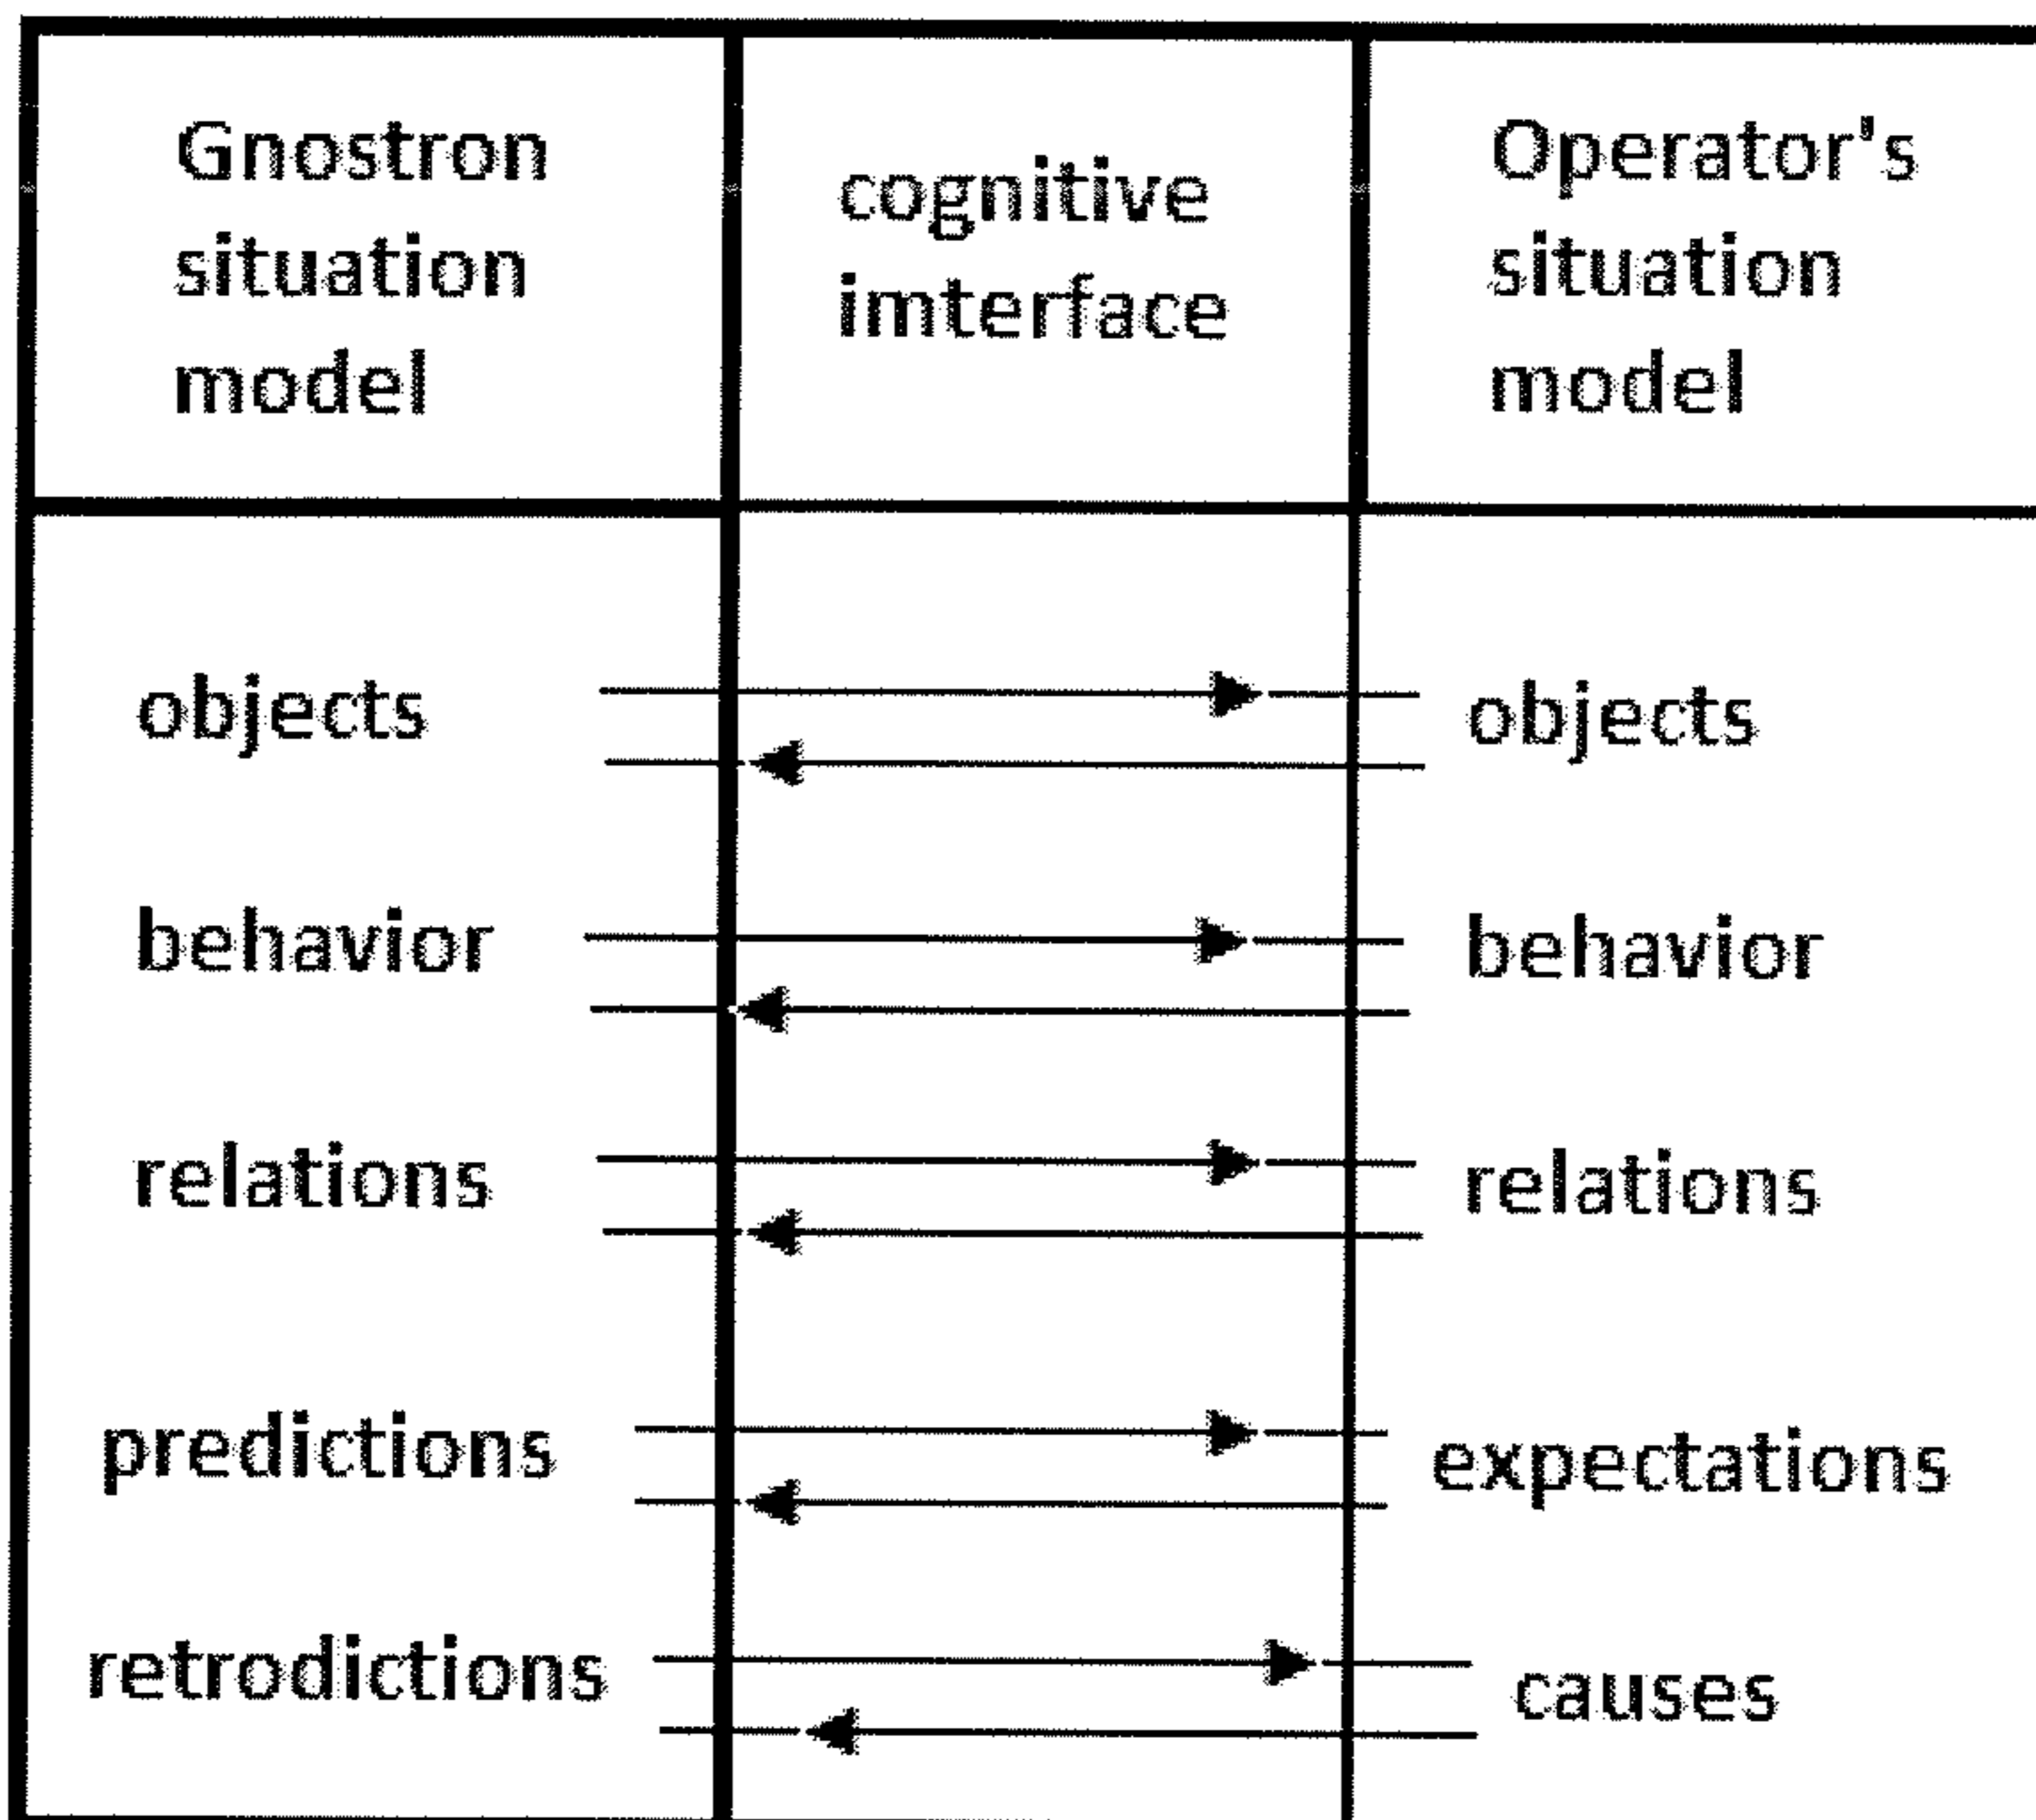 Gnostron
situation
model
cognitive
imterface
Operator's
situation
model
objects
objects
behavior
behavior
relations
relations
predictions
expectations
retrodictions
causes